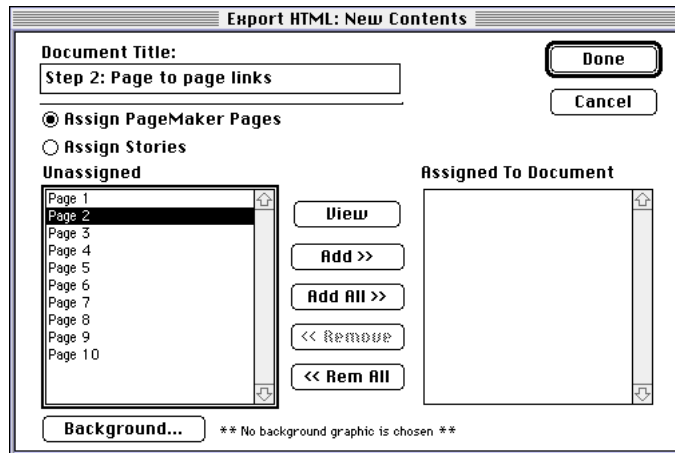 Export HTML: New Contents
Document Title:
Step 2: Page to page links
Done
Cancel
Assign PageMaker Pages
Assign Stories
Unassigned
Assigned To Document
Page 1
Page 2
Page 3
Page 4
Page 5
Page 6
Page 7
Page 8
Page 9
Page 10
View
Add >>
Add All >>
<< Remove
<< Rem All
Background...
** No background graphic is chosen **